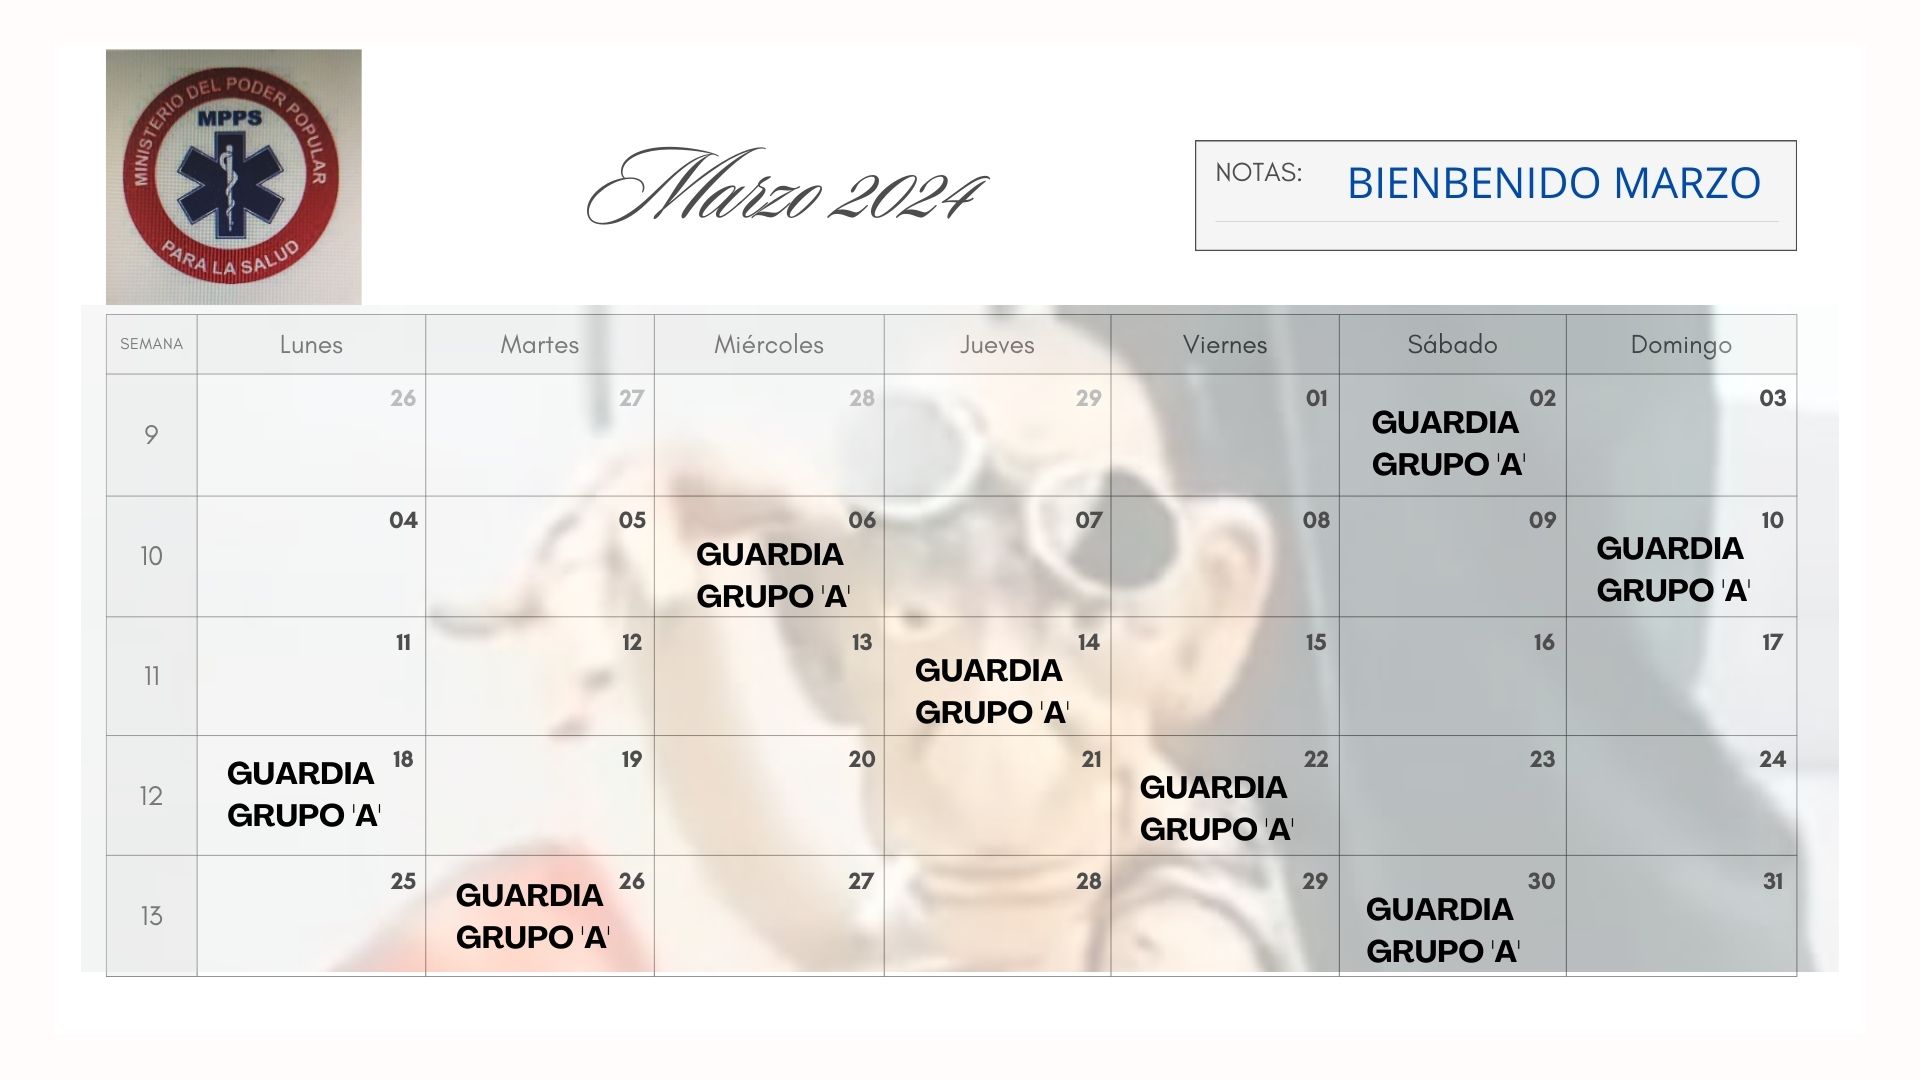 MINISTERIO DEL PODER POPULAR
MPPS
PARA LA SALUD
Marzo 2024
NOTAS: BIENBENIDO MARZO
SEMANA Lunes Martes Miércoles Jueves Viernes Sábado Domingo
9 26 27 28 29 01 02 03
GUARDIA
GRUPO 'A'
10 04 05 06 07 08 09 10
GUARDIA GUARDIA
GRUPO 'A' GRUPO 'A'
11 11 12 13 14 15 16 17
GUARDIA
GRUPO 'A'
12 18 19 20 21 22 23 24
GUARDIA GUARDIA
GRUPO 'A' GRUPO 'A'
13 25 26 27 28 29 30 31
GUARDIA GUARDIA
GRUPO 'A' GRUPO 'A'